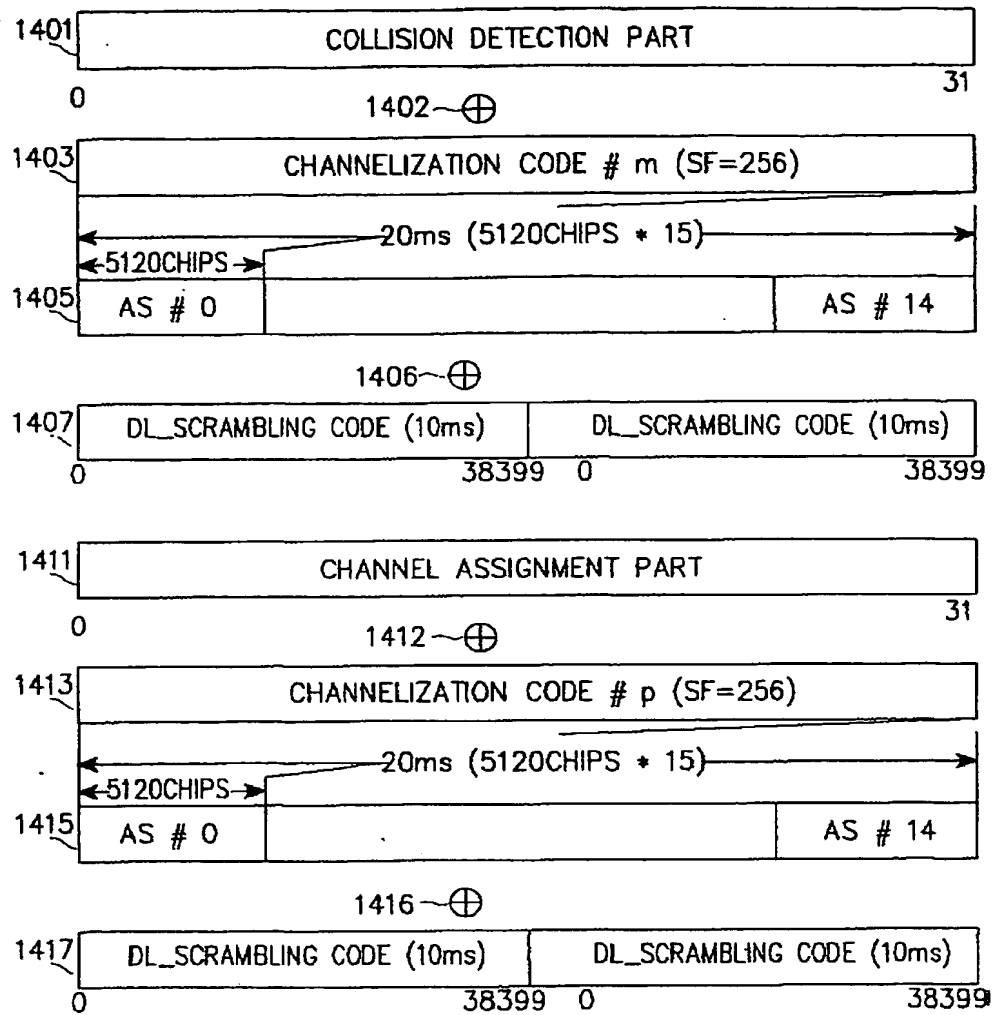 1401 COLLISION DETECTION PART
0 31
1402
1403 CHANNELIZATION CODE # m (SF=256)
20ms (5120CHIPS * 15)
5120CHIPS
1405 AS # 0 AS # 14
1406
1407 DL_SCRAMBLING CODE (10ms) DL_SCRAMBLING CODE (10ms)
0 38399 0 38399
1411 CHANNEL ASSIGNMENT PART
0 31
1412
1413 CHANNELIZATION CODE # p (SF=256)
20ms (5120CHIPS * 15)
5120CHIPS
1415 AS # 0 AS # 14
1416
1417 DL_SCRAMBLING CODE (10ms) DL_SCRAMBLING CODE (10ms)
0 38399 0 38399